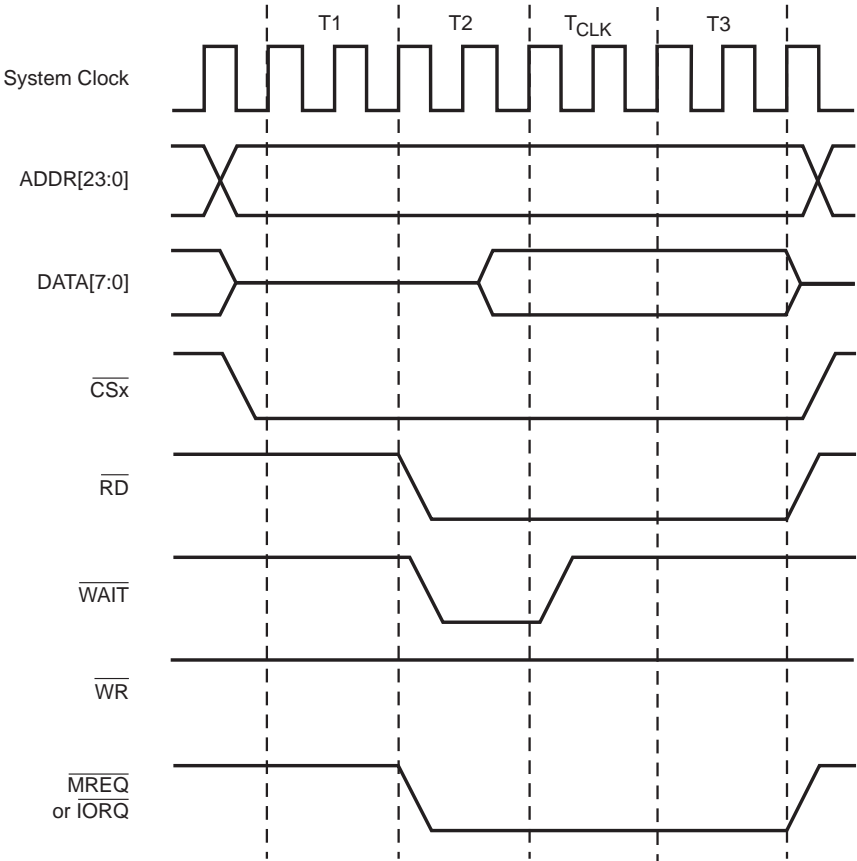 T1 T2 TCLK T3
System Clock
ADDR[23:0]
DATA[7:0]
CSx
RD
WAIT
WR
MREQ
or IORQ